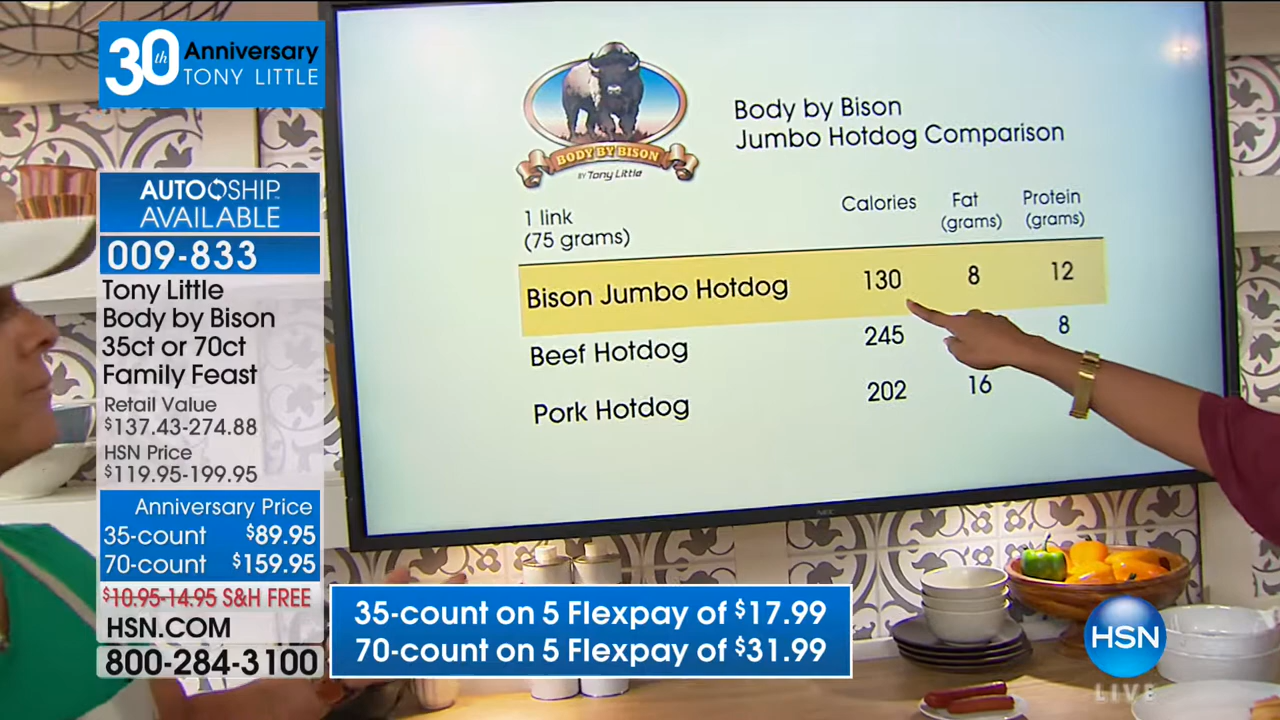 30th Anniversary
TONY LITTLE
AUTOSHIP
AVAILABLE
009-833
Tony Little
Body by Bison
35ct or 70ct
Family Feast
Retail Value
$137.43-274.88
HSN Price
$119.95-199.95
Anniversary Price
35-count $89.95
70-count $159.95
$10.95-14.95 S&H FREE
HSN.COM
800-284-3100
BODY BY BISON
BY Tony Little
Body by Bison
Jumbo Hotdog Comparison
1 link
(75 grams)
Calories
Fat
(grams)
Protein
(grams)
Bison Jumbo Hotdog 130 8 12
Beef Hotdog 245 8
Pork Hotdog 202 16
NEC
35-count on 5 Flexpay of $17.99
70-count on 5 Flexpay of $31.99
HSN
LIVE